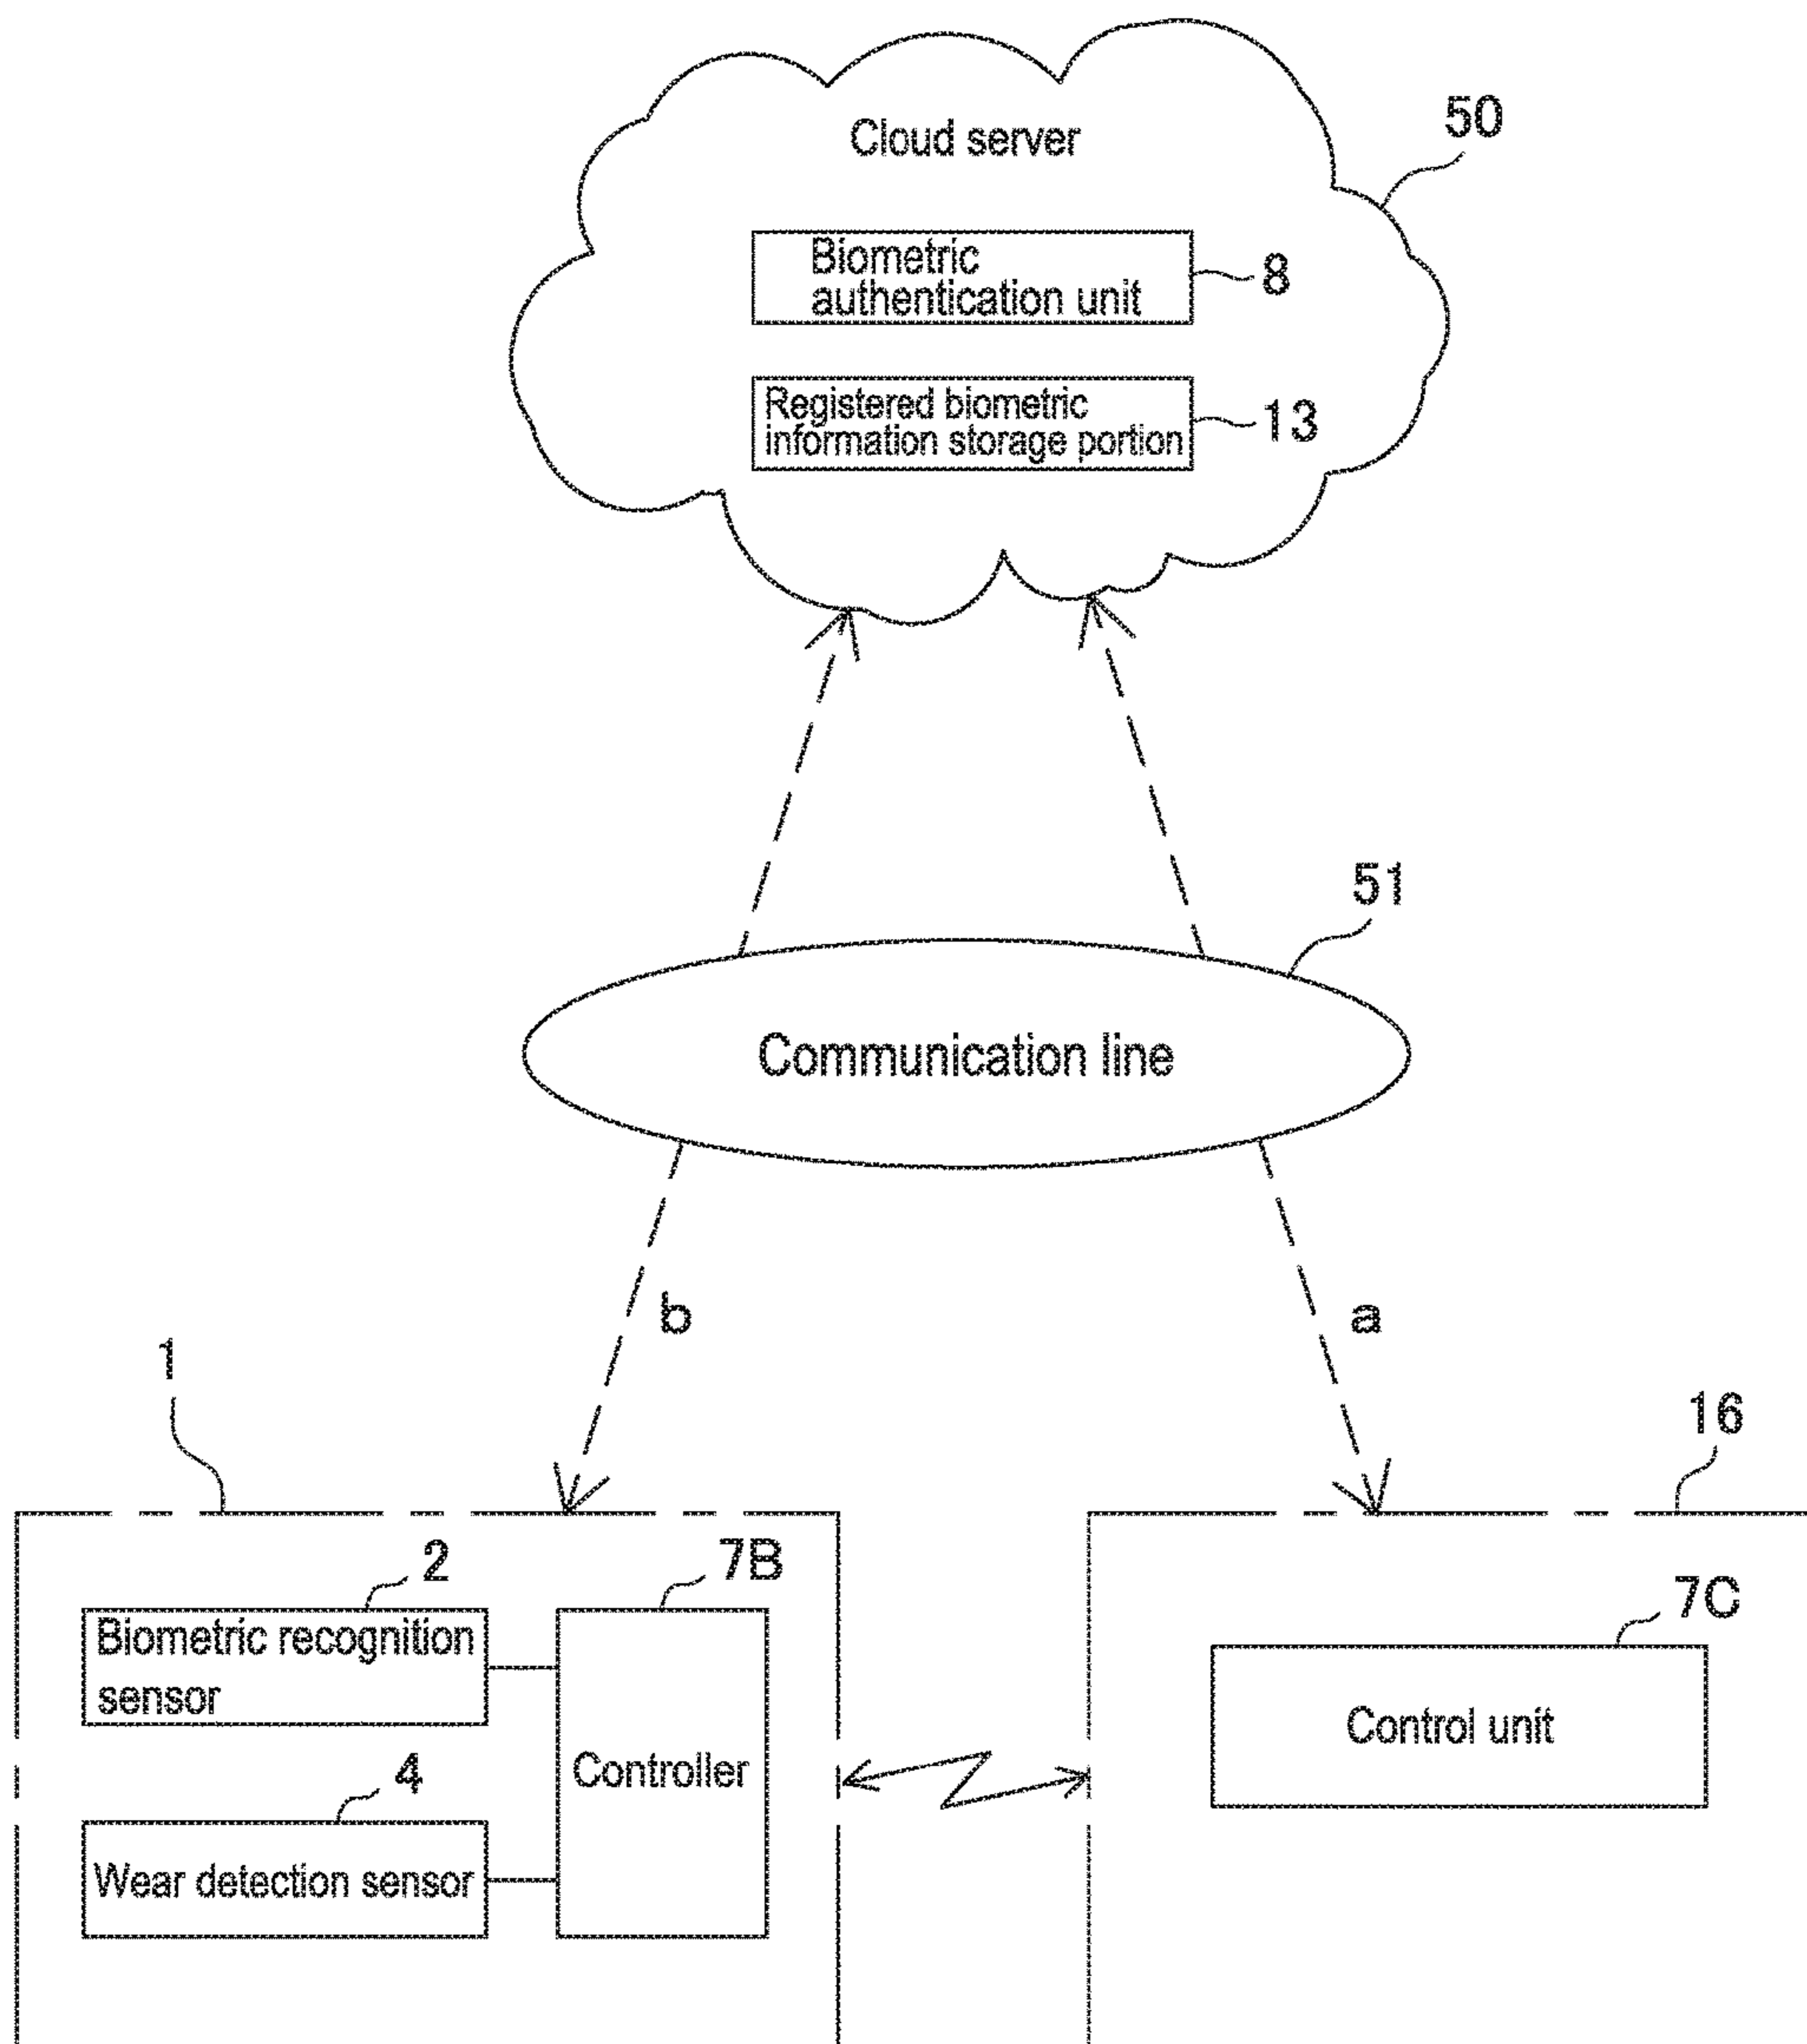 Cloud server
50
Biometric
authentication unit
8
Registered biometric
information storage portion
13
51
Communication line
b
a
1
16
2
7B
7C
Biometric recognition
sensor
Control unit
Controller
4
Wear detection sensor